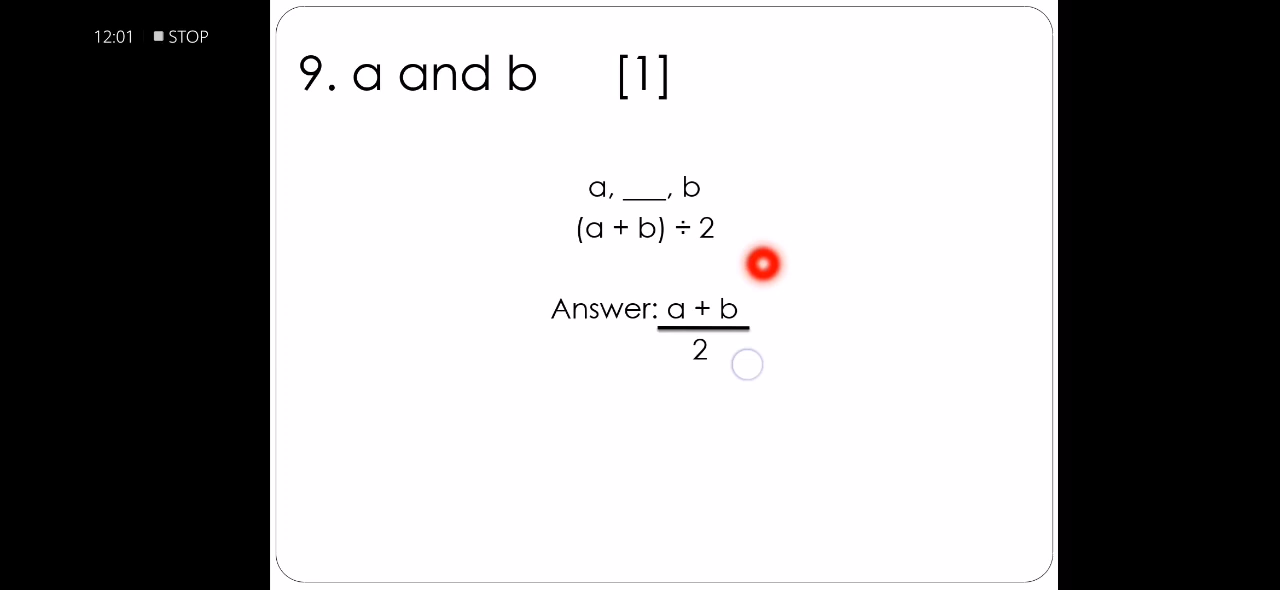 12:01 STOP
9. a and b [1]
a, ___, b
(a + b) ÷ 2
Answer: a + b
2